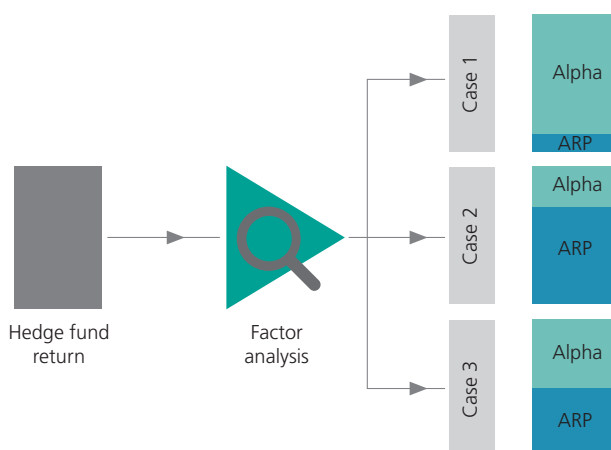 Hedge fund
return
Factor
analysis
Case 1
Alpha
ARP
Case 2
Alpha
ARP
Case 3
Alpha
ARP